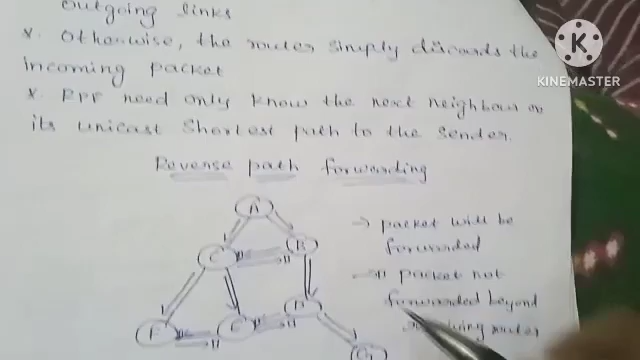 outgoing links
*. Otherwise, the router simply discards the
incoming packet
*. RPF need only know the next neighbour on
its unicast shortest path to the sender.
Reverse path forwarding
A
C
B
F
E
D
G
→ packet will be
forwarded
packet not
forwarded beyond
router
K
KINEMASTER